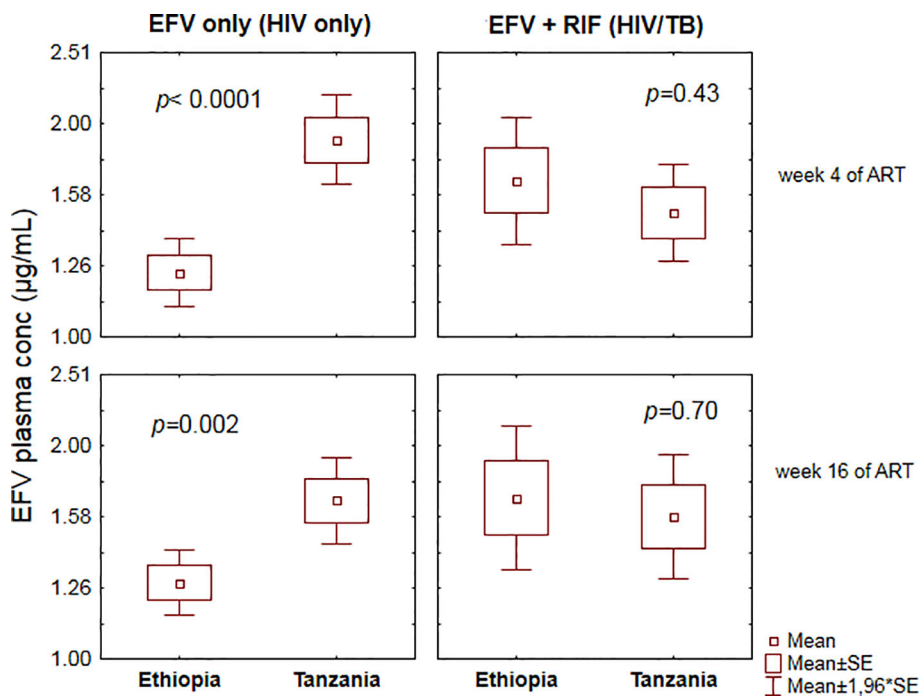 EFV only (HIV only)
EFV + RIF (HIV/TB)
EFV plasma conc (µg/mL)
2.51
2.00
1.58
1.26
1.00
p< 0.0001
p=0.43
week 4 of ART
2.51
2.00
1.58
1.26
1.00
p=0.002
p=0.70
week 16 of ART
Ethiopia
Tanzania
Ethiopia
Tanzania
Mean
Mean±SE
Mean±1,96*SE